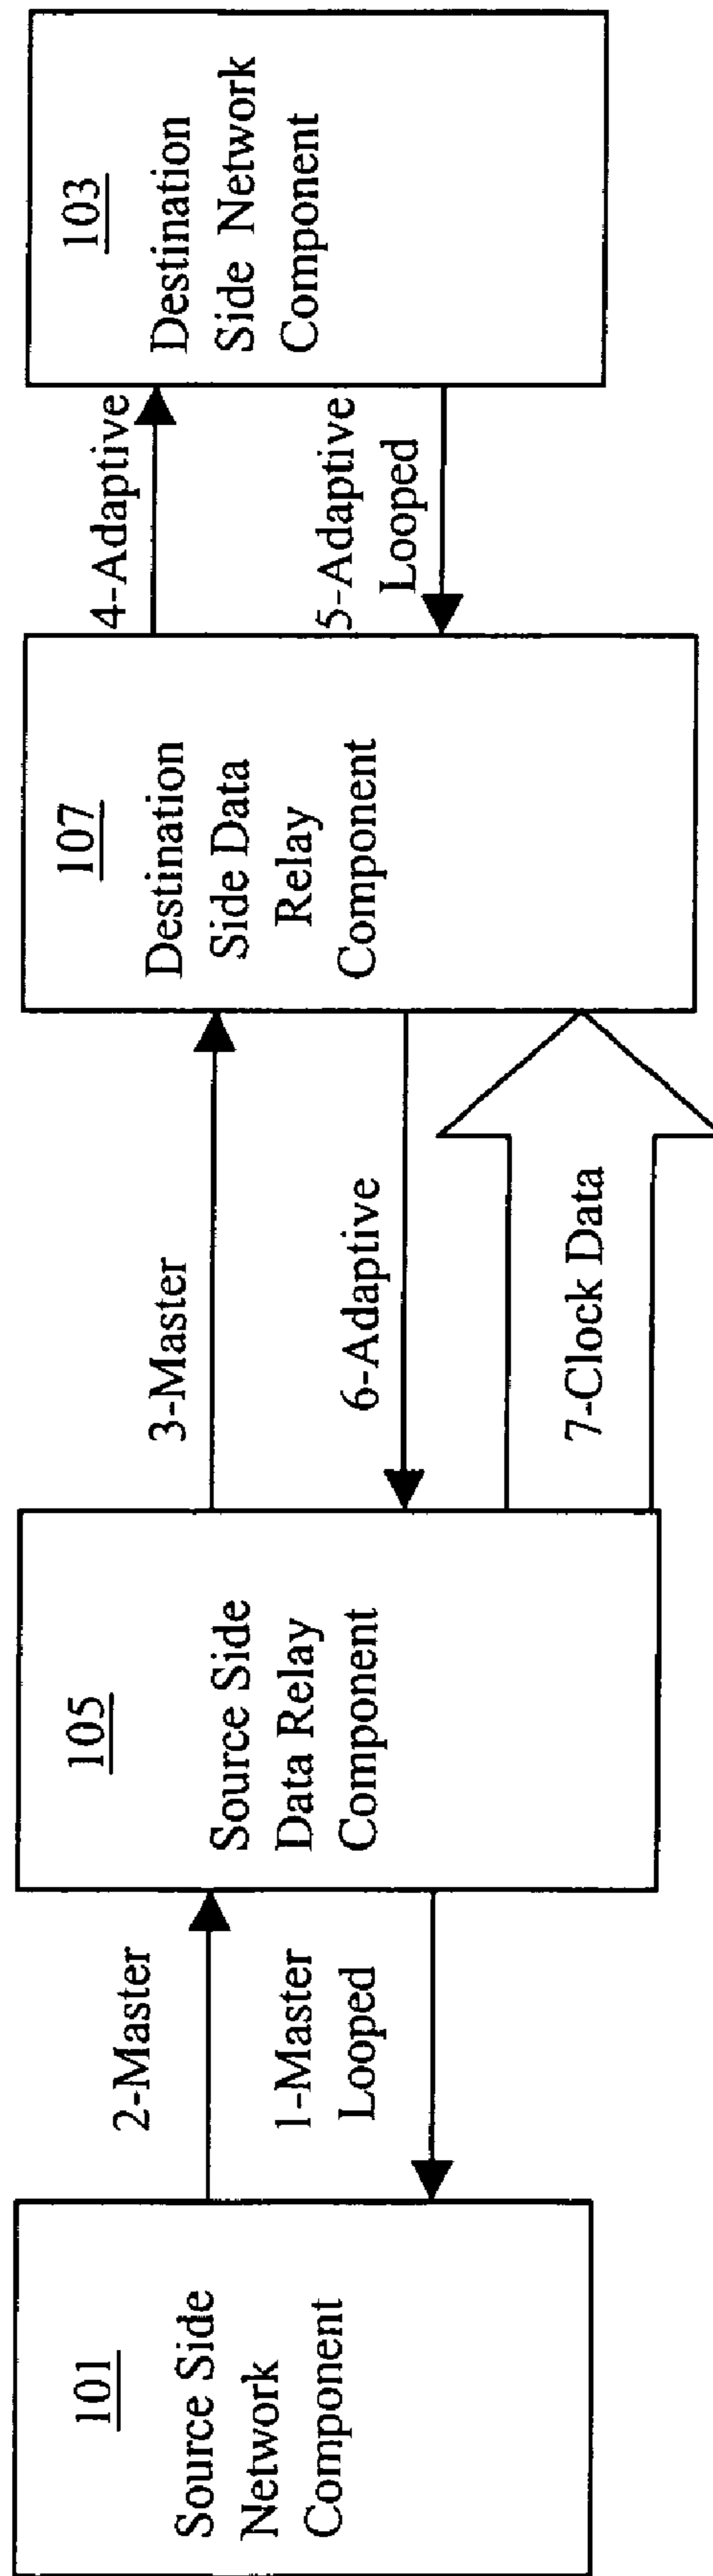 101
Source Side
Network
Component
2-Master
1-Master
Looped
105
Source Side
Data Relay
Component
3-Master
6-Adaptive
7-Clock Data
107
Destination
Side Data
Relay
Component
4-Adaptive
5-Adaptive
Looped
103
Destination
Side Network
Component